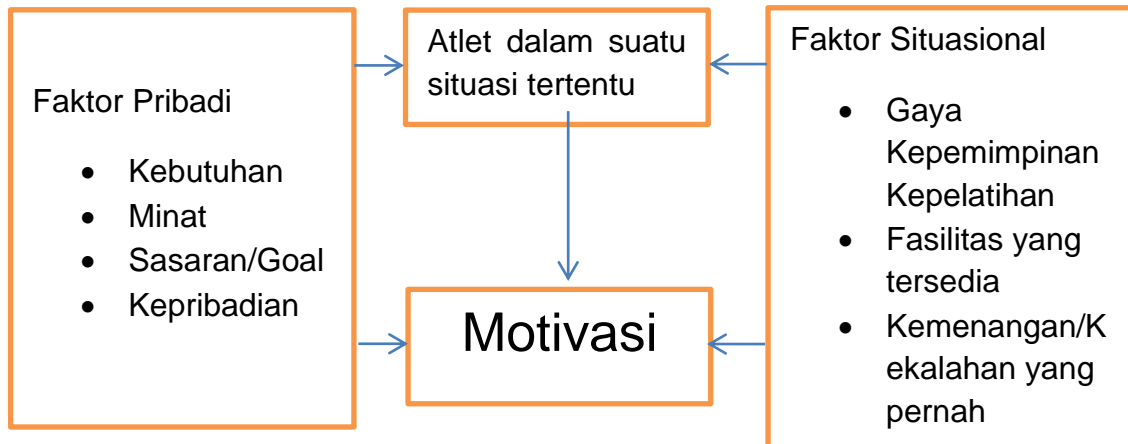 Faktor Pribadi
• Kebutuhan
• Minat
• Sasaran/Goal
• Kepribadian
Atlet dalam suatu
situasi tertentu
Motivasi
Faktor Situasional
• Gaya
Kepemimpinan
Kepelatihan
• Fasilitas yang
tersedia
• Kemenangan/K
ekalahan yang
pernah